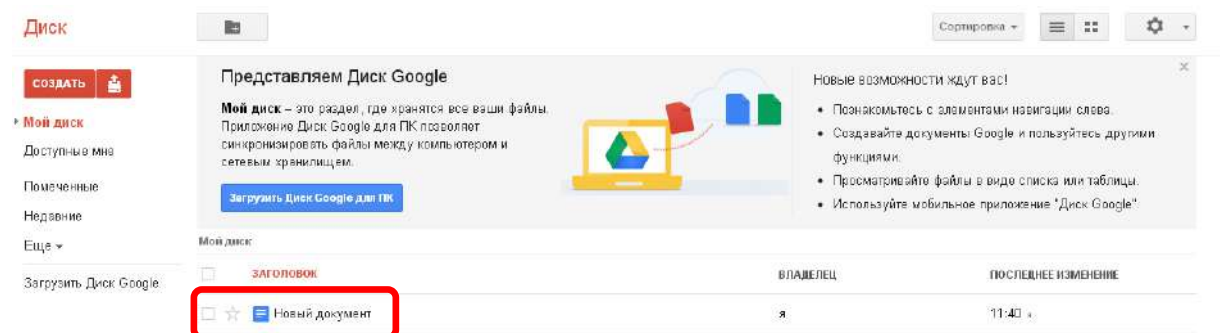 Диск
Сортировка
СОЗДАТЬ
Мой диск
Доступные мне
Помеченные
Недавние
Еще
Загрузить Диск Google
Представляем Диск Google
Мой диск – это раздел, где хранятся все ваши файлы.
Приложение Диск Google для ПК позволяет
синхронизировать файлы между компьютером и
сетевым хранилищем.
Загрузить Диск Google для ПК
Новые возможности ждут вас!
• Познакомьтесь с элементами навигации слева.
• Создавайте документы Google и пользуйтесь другими
функциями.
• Просматривайте файлы в виде списка или таблицы.
• Используйте мобильное приложение "Диск Google"
Мой диск
ЗАГОЛОВОК ВЛАДЕЛЕЦ ПОСЛЕДНЕЕ ИЗМЕНЕНИЕ
Новый документ я 11:40